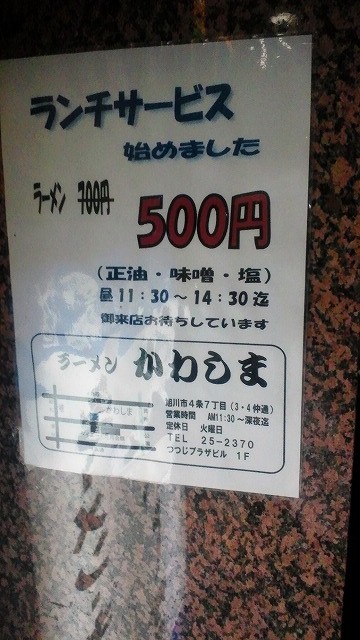 ランチサービス
始めました
ラーメン 700円
500円
(正油・味噌・塩)
昼11:30～14:30迄
御来店お待ちしています
ラーメン かわしま
かわしま
旭川市4条7丁目(3・4仲通)
営業時間 AM11:30～深夜迄
定休日 火曜日
TEL 25-2370
つつじプラザビル 1F